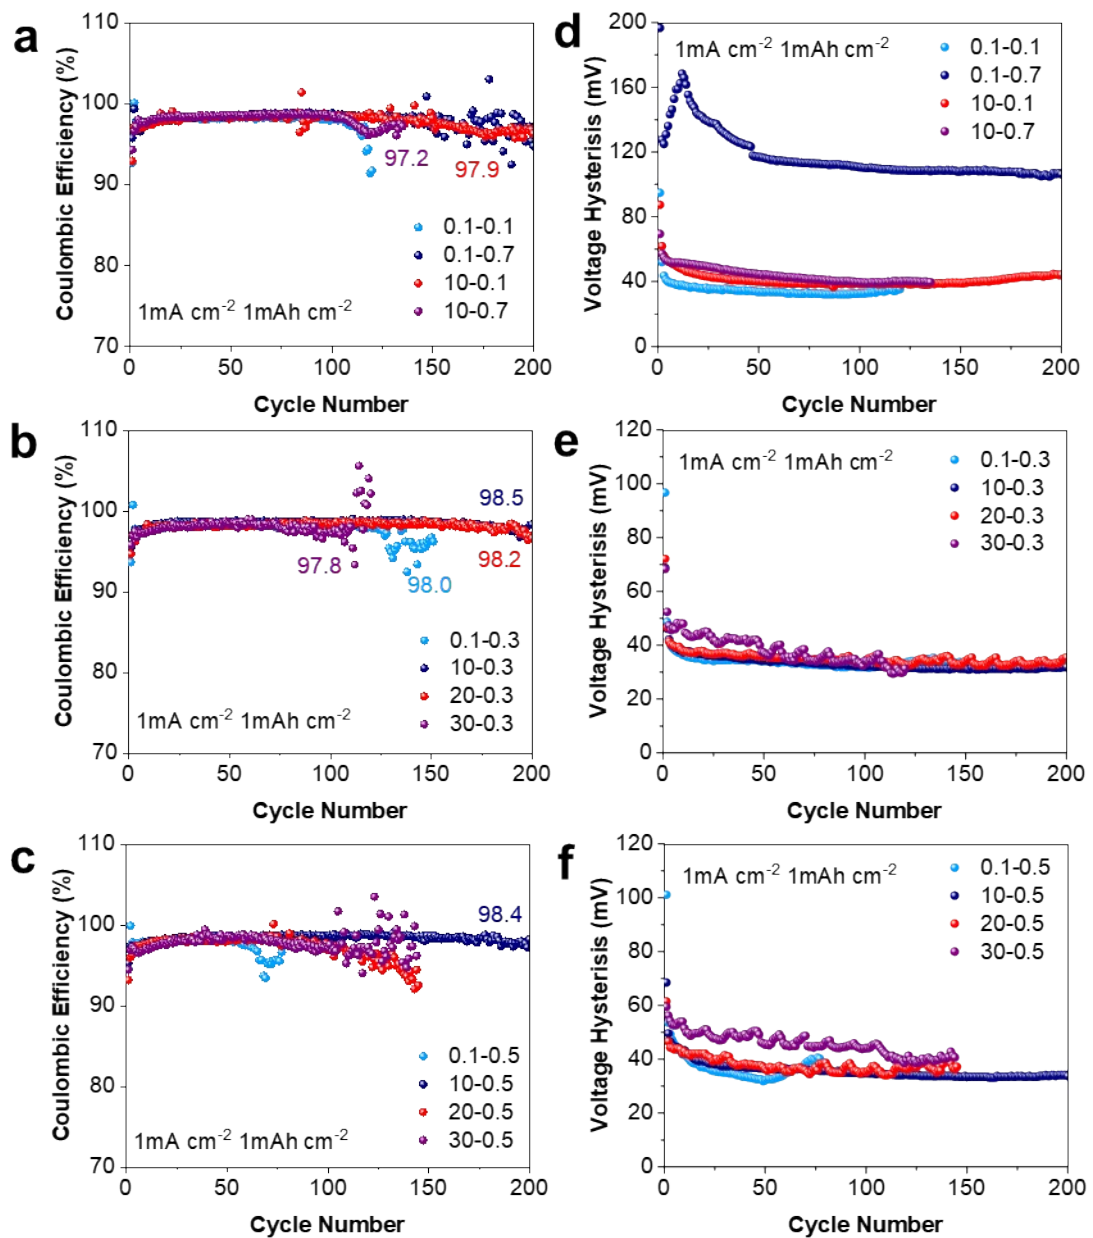 a
110
100
90
80
70
Coulombic Efficiency (%)
97.2
97.9
0.1-0.1
0.1-0.7
10-0.1
10-0.7
1mA cm⁻² 1mAh cm⁻²
0 50 100 150 200
Cycle Number
d
200
160
120
80
40
0
Voltage Hysterisis (mV)
1mA cm⁻² 1mAh cm⁻²
0.1-0.1
0.1-0.7
10-0.1
10-0.7
0 50 100 150 200
Cycle Number
b
110
100
90
80
70
Coulombic Efficiency (%)
98.5
97.8
98.2
98.0
0.1-0.3
10-0.3
20-0.3
30-0.3
1mA cm⁻² 1mAh cm⁻²
0 50 100 150 200
Cycle Number
e
120
100
80
60
40
20
0
Voltage Hysterisis (mV)
1mA cm⁻² 1mAh cm⁻²
0.1-0.3
10-0.3
20-0.3
30-0.3
0 50 100 150 200
Cycle Number
c
110
100
90
80
70
Coulombic Efficiency (%)
98.4
0.1-0.5
10-0.5
20-0.5
30-0.5
1mA cm⁻² 1mAh cm⁻²
0 50 100 150 200
Cycle Number
f
120
100
80
60
40
20
0
Voltage Hysterisis (mV)
1mA cm⁻² 1mAh cm⁻²
0.1-0.5
10-0.5
20-0.5
30-0.5
0 50 100 150 200
Cycle Number